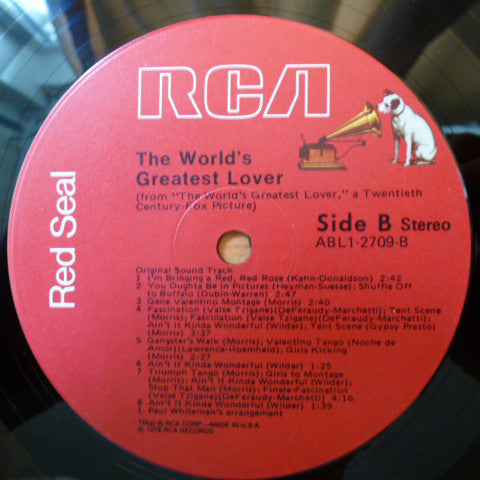 RCA
The World's
Greatest Lover
(from "The World's Greatest Lover," a Twentieth
Century-Fox Picture)
Side B Stereo
ABL1-2709-B
Red Seal
Original Sound Track
1 I'm Bringing a Red, Red Rose (Kahn-Donaldson) 2:42
2 You Oughta Be in Pictures (Heyman-Suesse); Shuffle Off
to Buffalo (Dubin-Warren) 2:47
3 Gene Valentino Montage (Morris) 2:40
4 Fascination (Valse Tzigane)(DeFeraudy-Marchetti); Tent Scene
(Morris); Fascination (Valse Tzigane)(DeFeraudy-Marchetti);
Ain't It Kinda Wonderful (Wilder); Tent Scene (Gypsy Presto)
(Morris) 3:37
5 Gangster's Walk (Morris); Valentino Tango (Noche de
Amor)(Lawrence-Hoemheid); Girls Kicking
(Morris) 2:27
6 Ain't It Kinda Wonderful (Wilder) 1:25
7 Triumph Tango (Morris); Girls to Montage
(Morris); Ain't It Kinda Wonderful (Wilder);
Stop That Man (Morris); Finale-Fascination
(Valse Tzigane)(DeFeraudy-Marchetti) 4:10
8 Ain't It Kinda Wonderful (Wilder) 1:39
1- Paul Whiteman's arrangement
TM(s) ® RCA CORP.—MADE IN U.S.A.
℗ 1978 RCA RECORDS